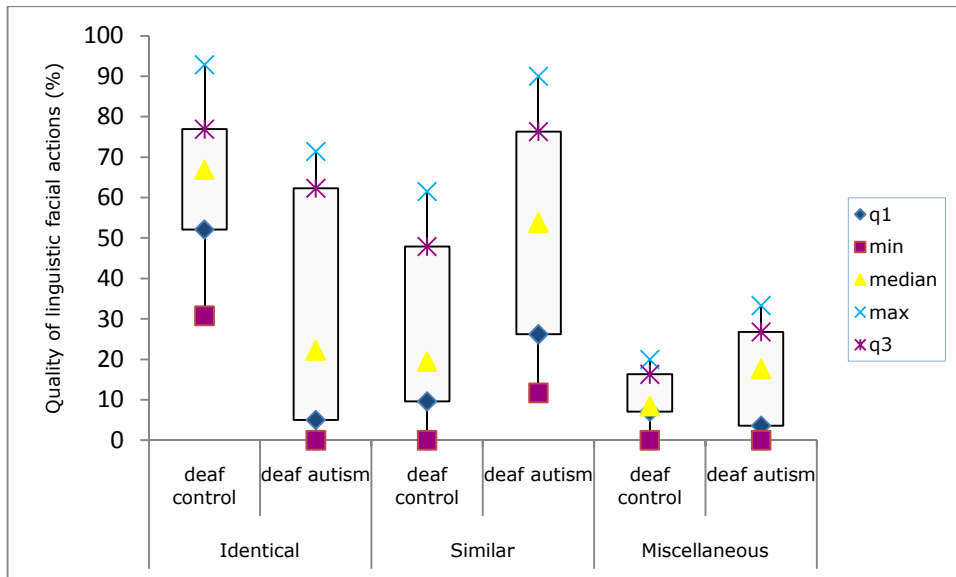 Quality of linguistic facial actions (%)
100
90
80
70
60
50
40
30
20
10
0
deaf control
deaf autism
deaf control
deaf autism
deaf control
deaf autism
Identical
Similar
Miscellaneous
q1
min
median
max
q3